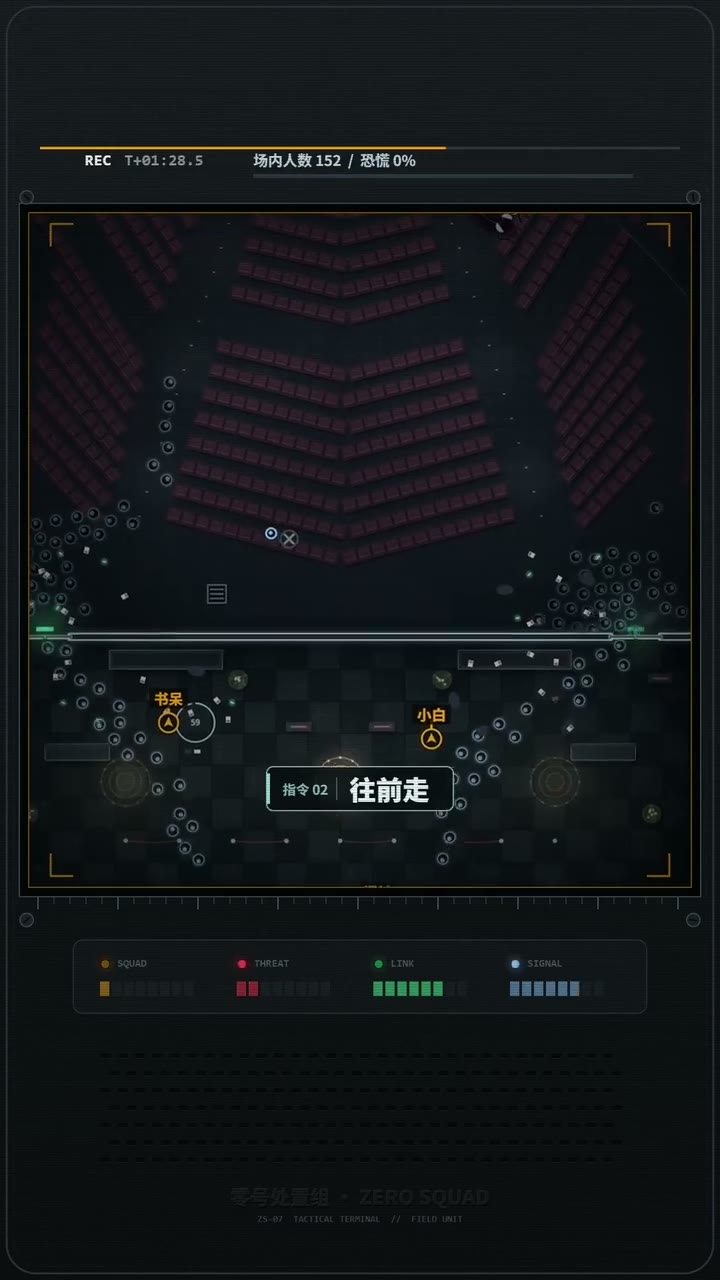 REC T+01:28.5 场内人数 152 / 恐慌 0%
书呆
59
小白
指令 02 往前走
SQUAD THREAT LINK SIGNAL
零号处置组 · ZERO SQUAD
ZS-07 TACTICAL TERMINAL // FIELD UNIT